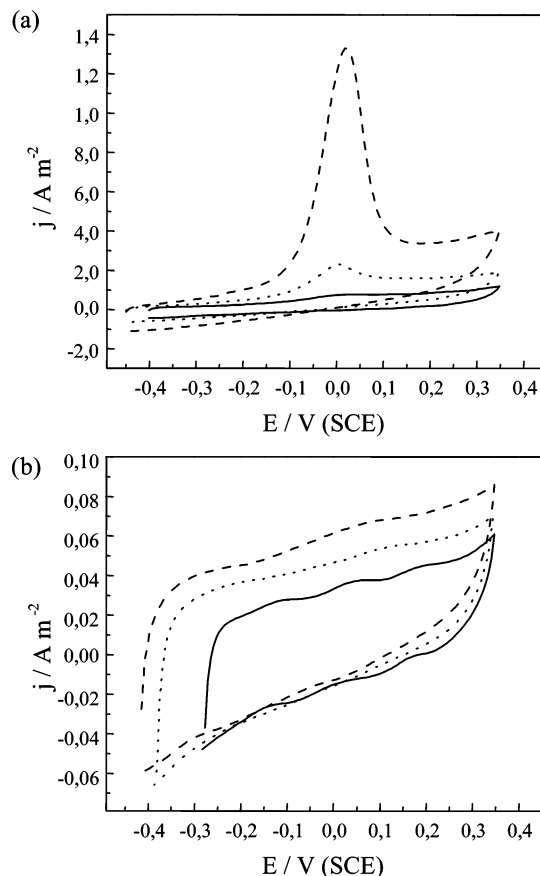 (a)
1,4
1,2
1,0
8,0
6,0
4,0
2,0
0,0
-2,0
j / A m⁻²
-0,4 -0,3 -0,2 -0,1 0,0 0,1 0,2 0,3 0,4
E / V (SCE)
(b)
0,10
0,08
0,06
0,04
0,02
0,00
-0,02
-0,04
-0,06
j / A m⁻²
-0,4 -0,3 -0,2 -0,1 0,0 0,1 0,2 0,3 0,4
E / V (SCE)